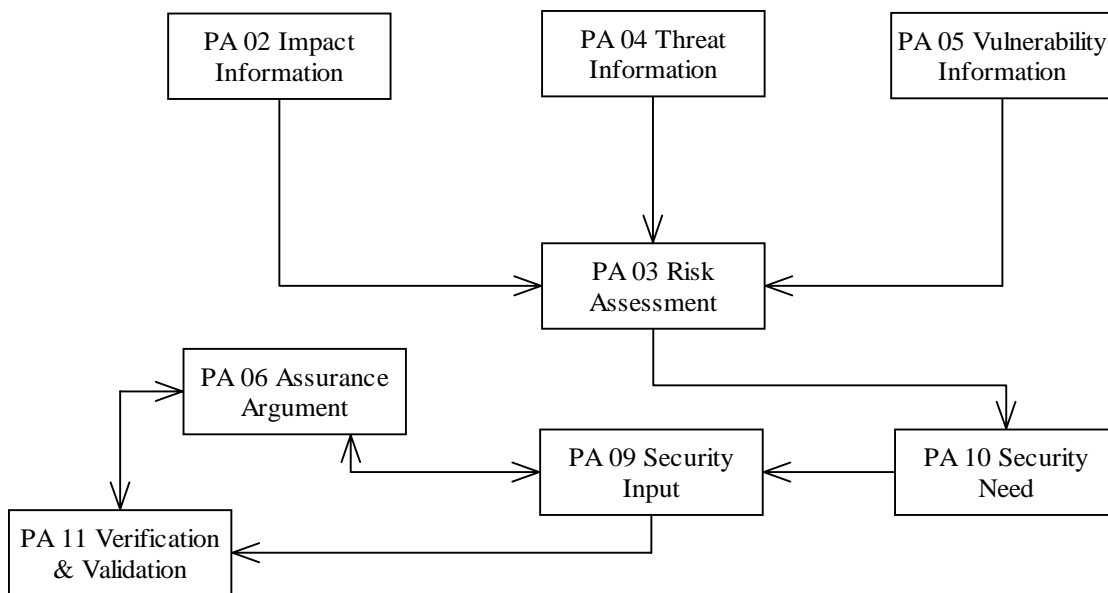 PA 02 Impact
Information
PA 04 Threat
Information
PA 05 Vulnerability
Information
PA 03 Risk
Assessment
PA 06 Assurance
Argument
PA 09 Security
Input
PA 10 Security
Need
PA 11 Verification
& Validation